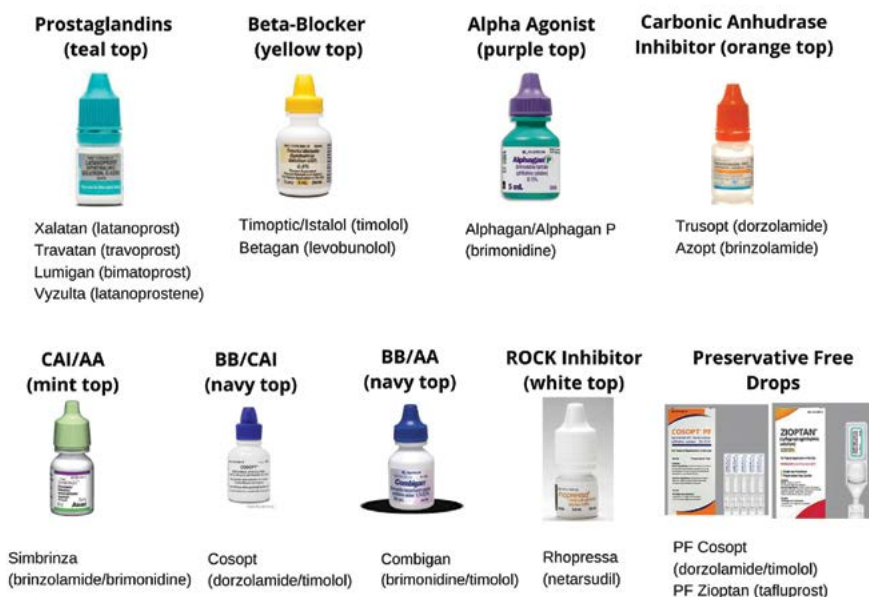 Prostaglandins
(teal top)
Beta-Blocker
(yellow top)
Alpha Agonist
(purple top)
Carbonic Anhudrase
Inhibitor (orange top)
LATANOPROST
OPHTHALMIC
Alphagan P
5 mL
Xalatan (latanoprost)
Travatan (travoprost)
Lumigan (bimatoprost)
Vyzulta (latanoprostene)
Timoptic/Istalol (timolol)
Betagan (levobunolol)
Alphagan/Alphagan P
(brimonidine)
Trusopt (dorzolamide)
Azopt (brinzolamide)
CAI/AA
(mint top)
BB/CAI
(navy top)
BB/AA
(navy top)
ROCK Inhibitor
(white top)
Preservative Free
Drops
COSOPT
Combigan
COSOPT PF
ZIOPTAN
Simbrinza
(brinzolamide/brimonidine)
Cosopt
(dorzolamide/timolol)
Combigan
(brimonidine/timolol)
Rhopressa
(netarsudil)
PF Cosopt
(dorzolamide/timolol)
PF Zioptan (tafluprost)